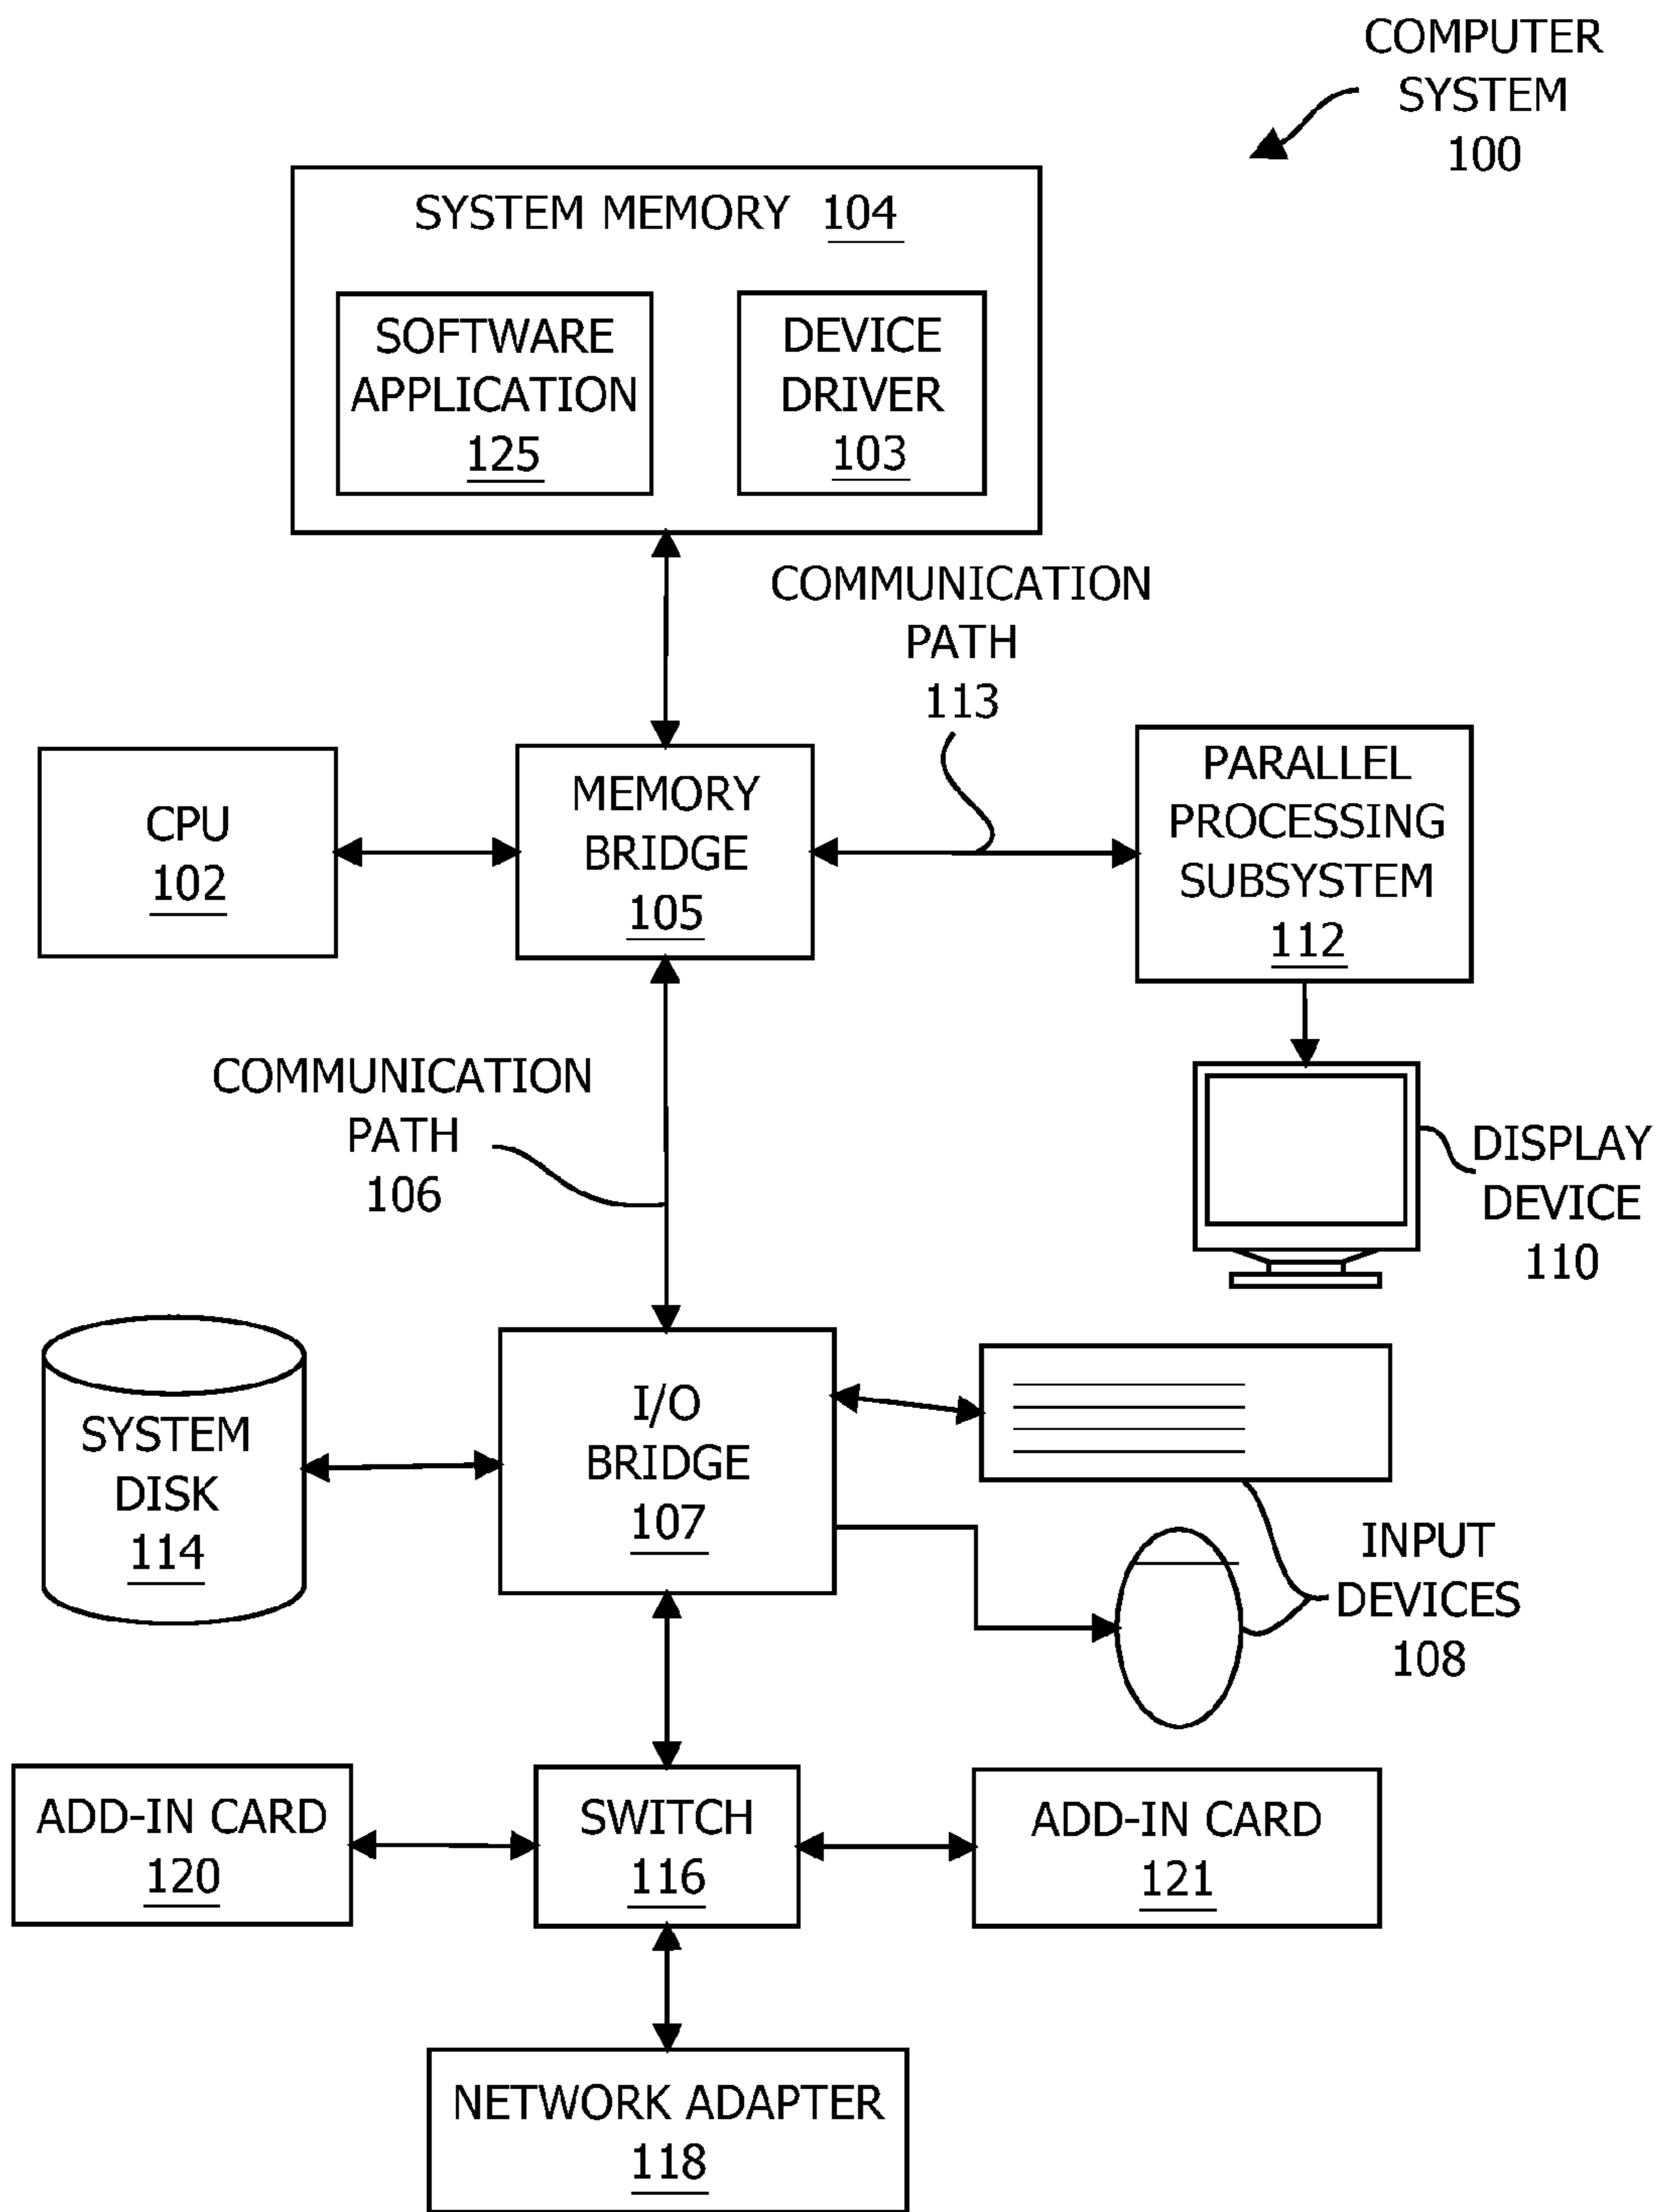 COMPUTER
SYSTEM
100
SYSTEM MEMORY 104
SOFTWARE
APPLICATION
125
DEVICE
DRIVER
103
COMMUNICATION
PATH
113
CPU
102
MEMORY
BRIDGE
105
PARALLEL
PROCESSING
SUBSYSTEM
112
COMMUNICATION
PATH
106
DISPLAY
DEVICE
110
SYSTEM
DISK
114
I/O
BRIDGE
107
INPUT
DEVICES
108
ADD-IN CARD
120
SWITCH
116
ADD-IN CARD
121
NETWORK ADAPTER
118